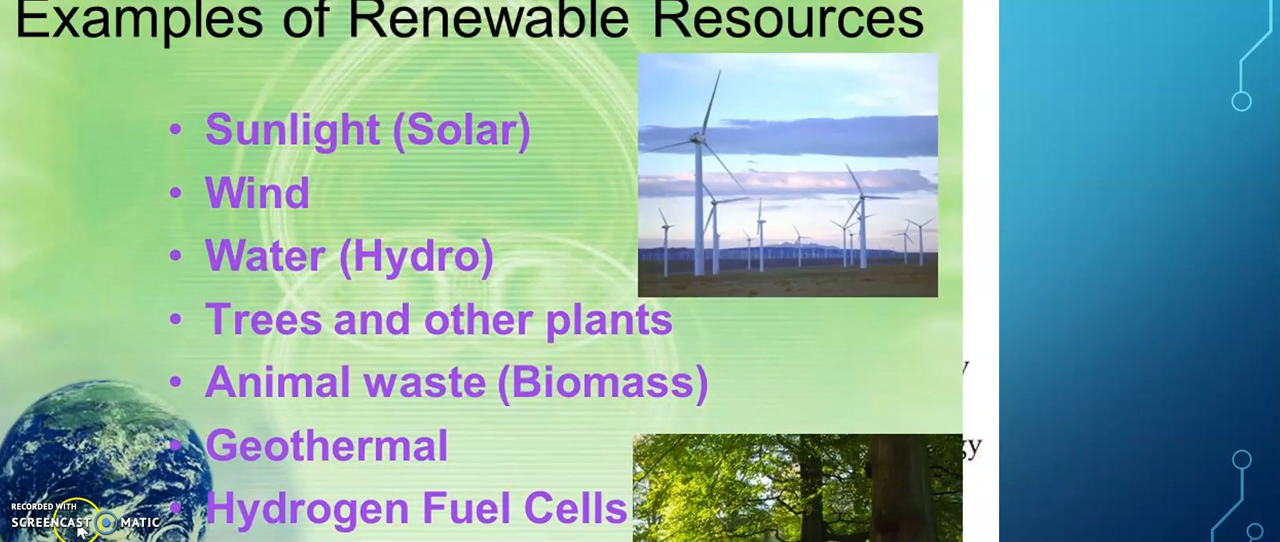 Examples of Renewable Resources
• Sunlight (Solar)
• Wind
• Water (Hydro)
• Trees and other plants
• Animal waste (Biomass)
• Geothermal
• Hydrogen Fuel Cells
RECORDED WITH
SCREENCAST MATIC